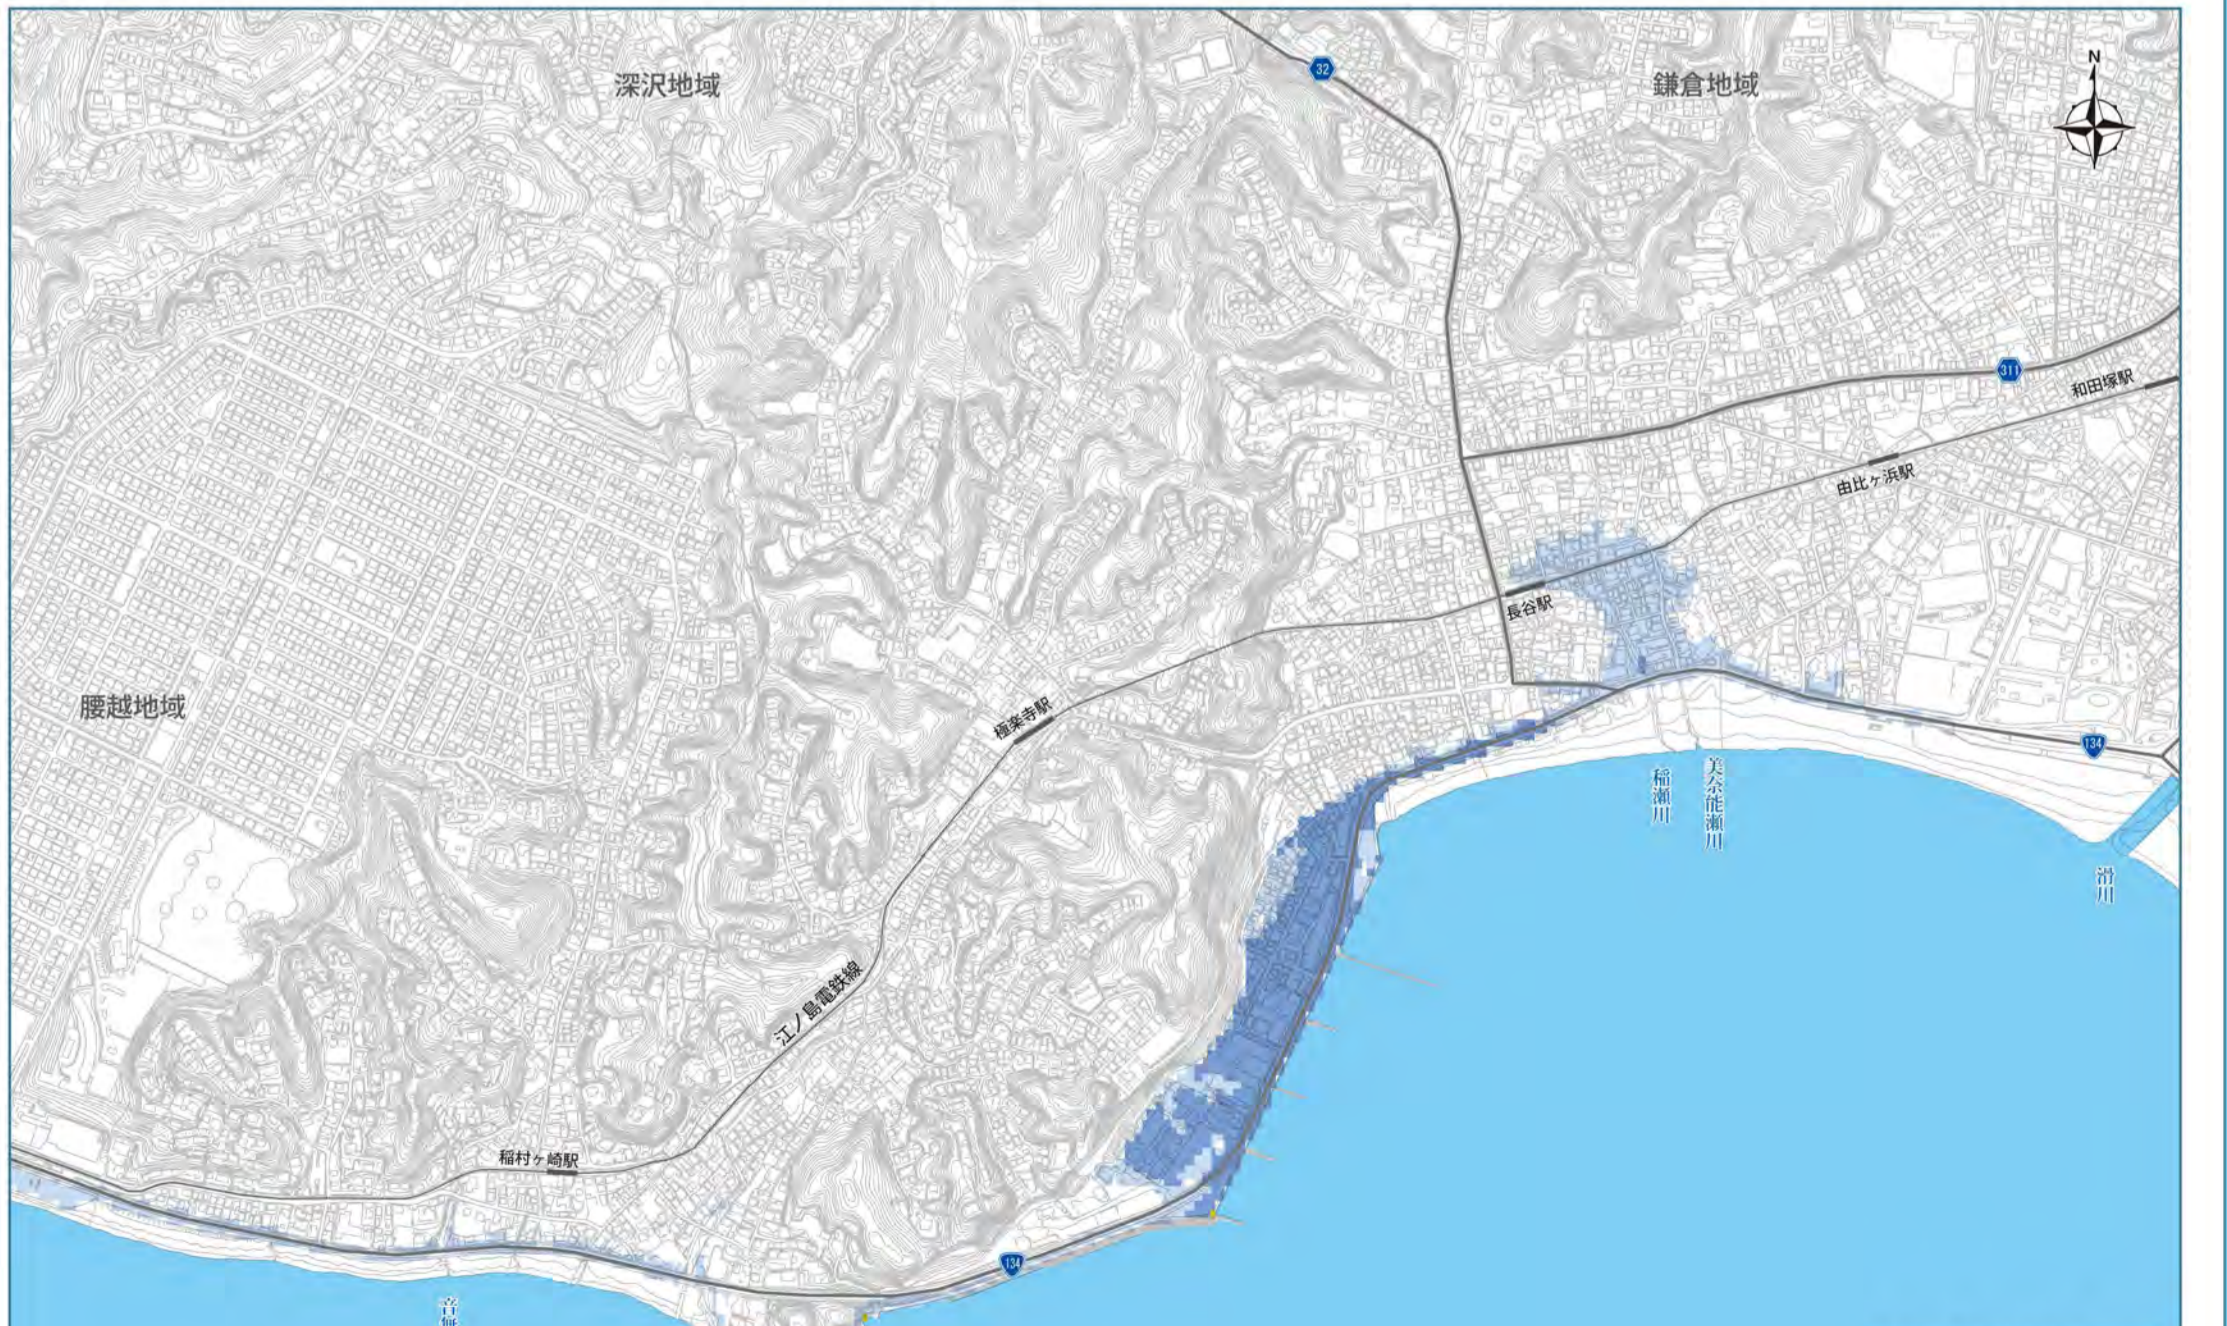 深沢地域
32
鎌倉地域
N
311
和田塚駅
由比ヶ浜駅
長谷駅
腰越地域
極楽寺駅
134
稲瀬川
美奈能瀬川
滑川
江ノ島電鉄線
稲村ヶ崎駅
134
音